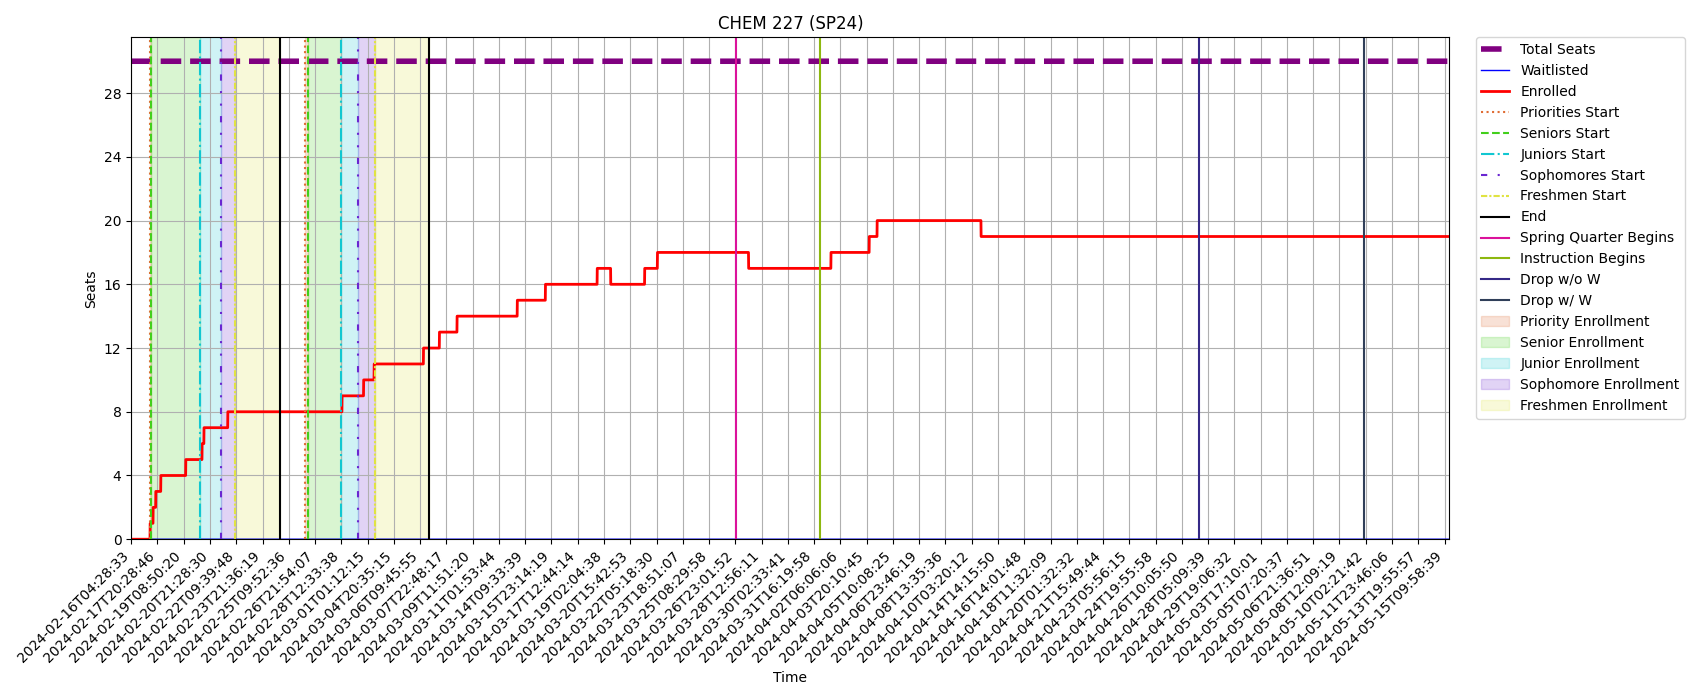 CHEM 227 (SP24)
Seats
28
24
20
16
12
8
4
0
2024-02-16T04:28:33
2024-02-17T20:28:46
2024-02-19T08:50:20
2024-02-20T21:28:30
2024-02-22T09:39:48
2024-02-23T21:36:19
2024-02-25T09:52:36
2024-02-26T21:54:07
2024-02-28T12:33:38
2024-03-01T01:12:15
2024-03-04T20:35:15
2024-03-06T09:45:55
2024-03-07T22:48:17
2024-03-11T01:51:20
2024-03-12T01:53:44
2024-03-14T09:33:39
2024-03-15T23:14:19
2024-03-17T12:44:14
2024-03-19T02:04:38
2024-03-20T15:42:53
2024-03-22T05:18:30
2024-03-23T18:51:07
2024-03-25T08:29:58
2024-03-26T23:01:52
2024-03-28T12:56:11
2024-03-30T02:33:41
2024-03-31T16:19:58
2024-04-02T06:06:06
2024-04-03T20:10:45
2024-04-05T10:08:25
2024-04-06T23:46:19
2024-04-08T13:35:36
2024-04-10T03:20:12
2024-04-14T14:15:50
2024-04-16T14:01:48
2024-04-18T11:32:09
2024-04-20T01:32:32
2024-04-21T15:49:44
2024-04-23T05:56:15
2024-04-24T19:55:58
2024-04-26T10:05:50
2024-04-28T05:09:39
2024-04-29T19:06:32
2024-05-03T17:10:01
2024-05-05T07:20:37
2024-05-06T21:36:51
2024-05-08T12:09:19
2024-05-10T02:21:42
2024-05-11T23:46:06
2024-05-13T19:55:57
2024-05-15T09:58:39
Time
Total Seats
Waitlisted
Enrolled
Priorities Start
Seniors Start
Juniors Start
Sophomores Start
Freshmen Start
End
Spring Quarter Begins
Instruction Begins
Drop w/o W
Drop w/ W
Priority Enrollment
Senior Enrollment
Junior Enrollment
Sophomore Enrollment
Freshmen Enrollment